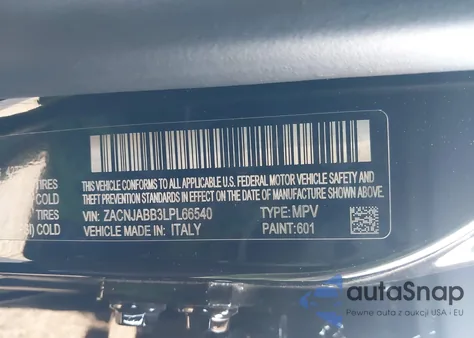 THIS VEHICLE CONFORMS TO ALL APPLICABLE U.S. FEDERAL MOTOR VEHICLE SAFETY AND
THEFT PREVENTION STANDARDS IN EFFECT ON THE DATE OF MANUFACTURE SHOWN ABOVE.
VIN: ZACNJABB3LPL66540 TYPE: MPV
VEHICLE MADE IN: ITALY PAINT:601
TIRES
COLD
TIRES
COLD
autoSnap
Pewne auta z aukcji USA - EU